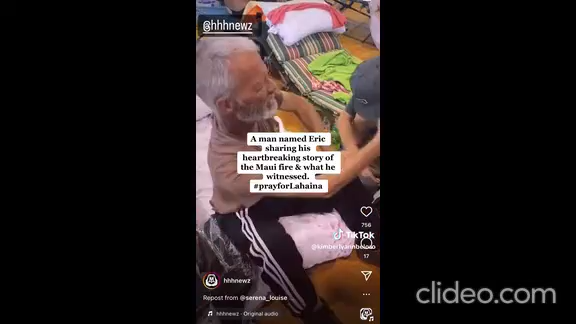 @hhhnewz
A man named Eric
sharing his
heartbreaking story of
the Maui fire & what he
witnessed.
#prayforLahaina
756
TikTok
17
hhhnewz
Repost from @serena_louise
hhhnewz · Original audio
clideo.com